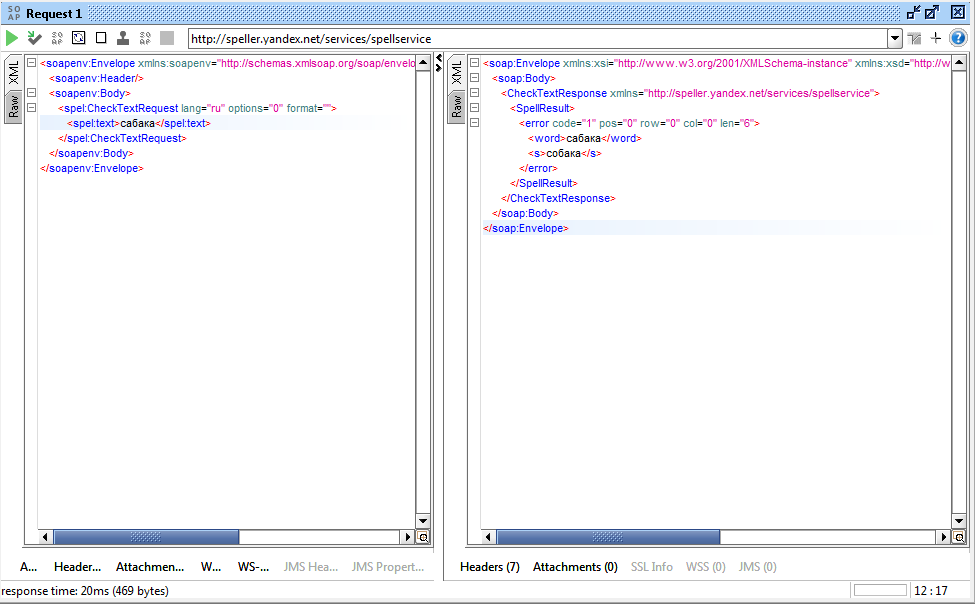 SO AP Request 1
SO AP SO AP http://speller.yandex.net/services/spellservice ?
XML
Raw
<soapenv:Envelope xmlns:soapenv="http://schemas.xmlsoap.org/soap/envelo
<soapenv:Header/>
<soapenv:Body>
<spel:CheckTextRequest lang="ru" options="0" format="">
<spel:text>сабака</spel:text>
</spel:CheckTextRequest>
</soapenv:Body>
</soapenv:Envelope>
XML
Raw
<soap:Envelope xmlns:xsi="http://www.w3.org/2001/XMLSchema-instance" xmlns:xsd="http://w
<soap:Body>
<CheckTextResponse xmlns="http://speller.yandex.net/services/spellservice">
<SpellResult>
<error code="1" pos="0" row="0" col="0" len="6">
<word>сабака</word>
<s>собака</s>
</error>
</SpellResult>
</CheckTextResponse>
</soap:Body>
</soap:Envelope>
A... Header... Attachmen... W... WS-... JMS Hea... JMS Propert...
Headers (7) Attachments (0) SSL Info WSS (0) JMS (0)
response time: 20ms (469 bytes) 12 : 17